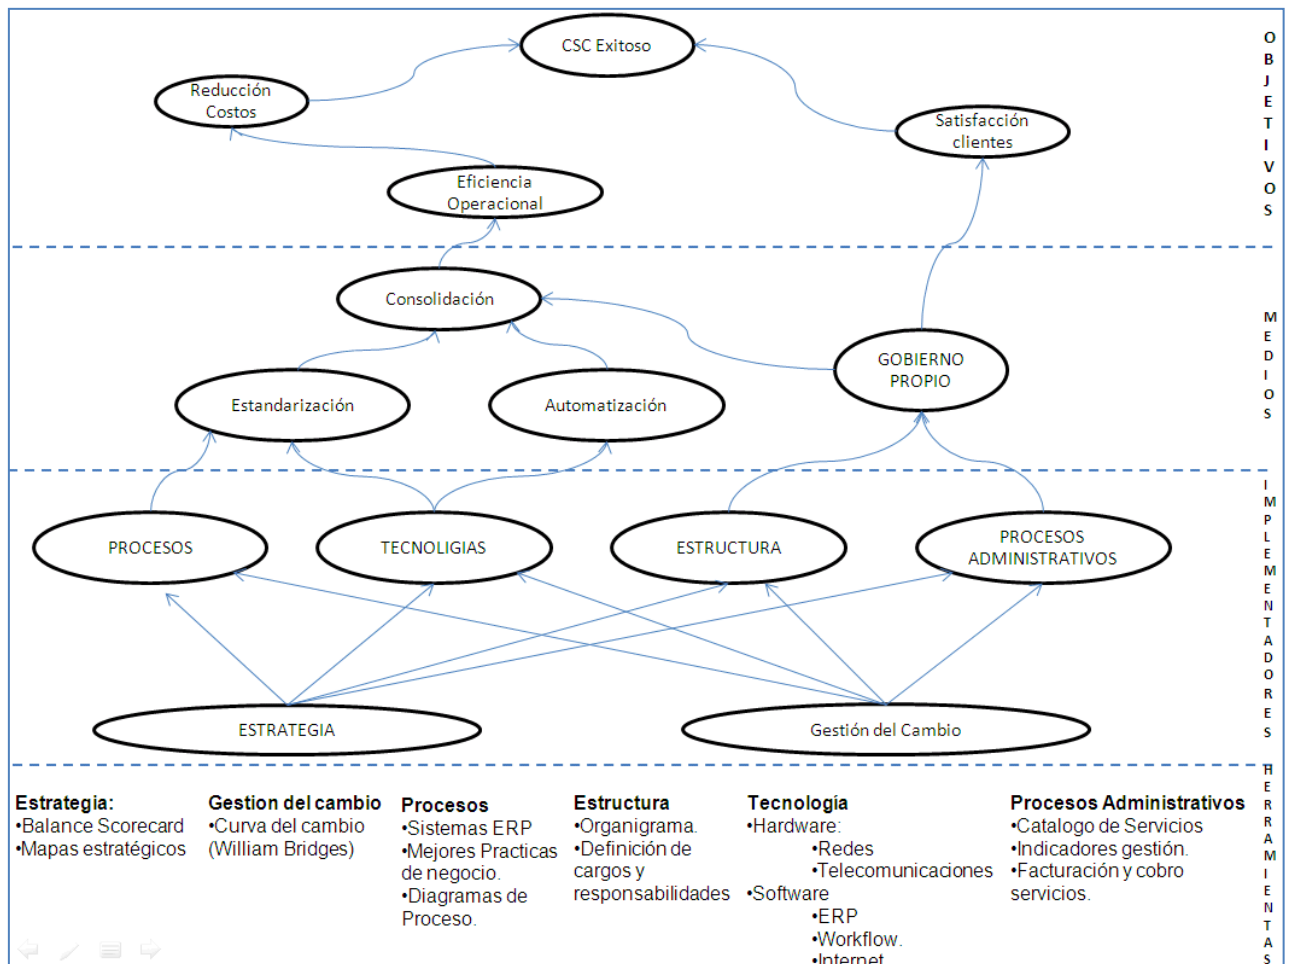 CSC Exitoso
Reducción
Costos
Satisfacción
clientes
Eficiencia
Operacional
OBJETIVOS
Consolidación
GOBIERNO
PROPIO
Estandarización
Automatización
MEDIOS
PROCESOS
TECNOLIGIAS
ESTRUCTURA
PROCESOS
ADMINISTRATIVOS
ESTRATEGIA
Gestión del Cambio
IMPLEMENTADORES
Estrategia:
•Balance Scorecard
•Mapas estratégicos
Gestion del cambio
•Curva del cambio
(William Bridges)
Procesos
•Sistemas ERP
•Mejores Practicas
de negocio.
•Diagramas de
Proceso.
Estructura
•Organigrama.
•Definición de
cargos y
responsabilidades
Tecnología
•Hardware:
•Redes
•Telecomunicaciones
•Software
•ERP
•Workflow.
•Internet
Procesos Administrativos
•Catalogo de Servicios
•Indicadores gestión.
•Facturación y cobro
servicios.
HERRAMIENTAS